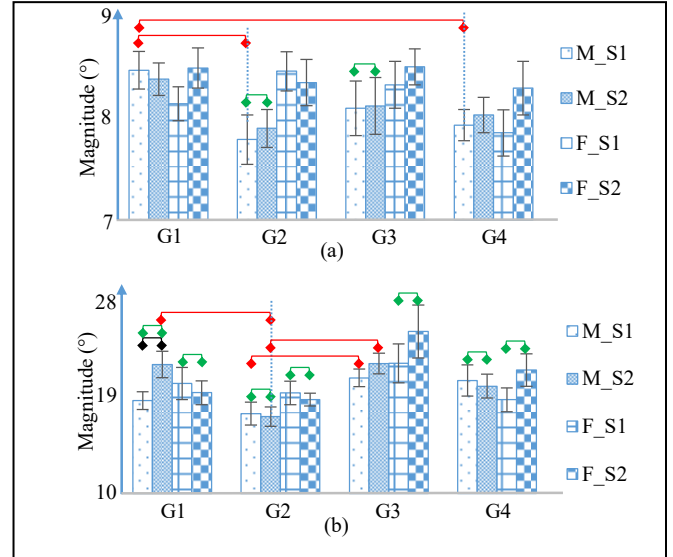 9
8
7
Magnitude (°)
M_S1
M_S2
F_S1
F_S2
G1 G2 G3 G4
(a)
28
19
10
Magnitude (°)
M_S1
M_S2
F_S1
F_S2
G1 G2 G3 G4
(b)